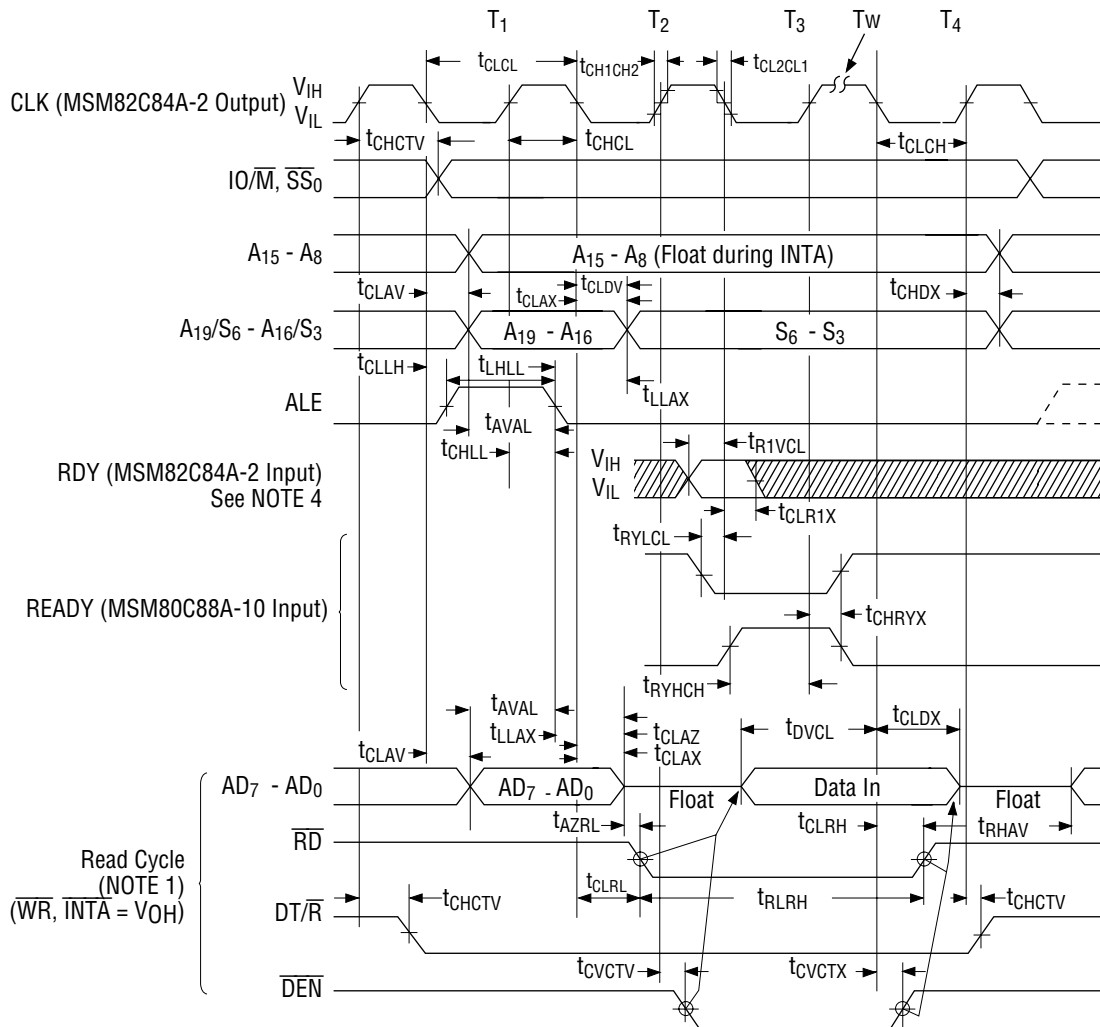 T1 T2 T3 TW T4
tCLCL tCH1CH2 tCL2CL1
CLK (MSM82C84A-2 Output) VIH
VIL
tCHCTV tCHCL tCLCH
IO/M̅, S̅S̅0
A15 - A8 A15 - A8 (Float during INTA)
tCLAV tCLAX tCLDV tCHDX
A19/S6 - A16/S3 A19 - A16 S6 - S3
tCLLH tLHLL tLLAX
ALE
tAVAL
tCHLL tR1VCL
RDY (MSM82C84A-2 Input) VIH
See NOTE 4 VIL
tCLR1X
tRYLCL
READY (MSM80C88A-10 Input)
tCHRYX
tRYHCH
tAVAL
tLLAX tCLAZ tDVCL tCLDX
tCLAV tCLAX
AD7 - AD0 AD7 - AD0 Float Data In Float
tAZRL tCLRH tRHAV
R̅D̅
Read Cycle
(NOTE 1)
(W̅R̅, I̅N̅T̅A̅ = VOH)
tCLRL tRLRH
DT/R̅ tCHCTV tCHCTV
tCVCTV tCVCTX
D̅E̅N̅